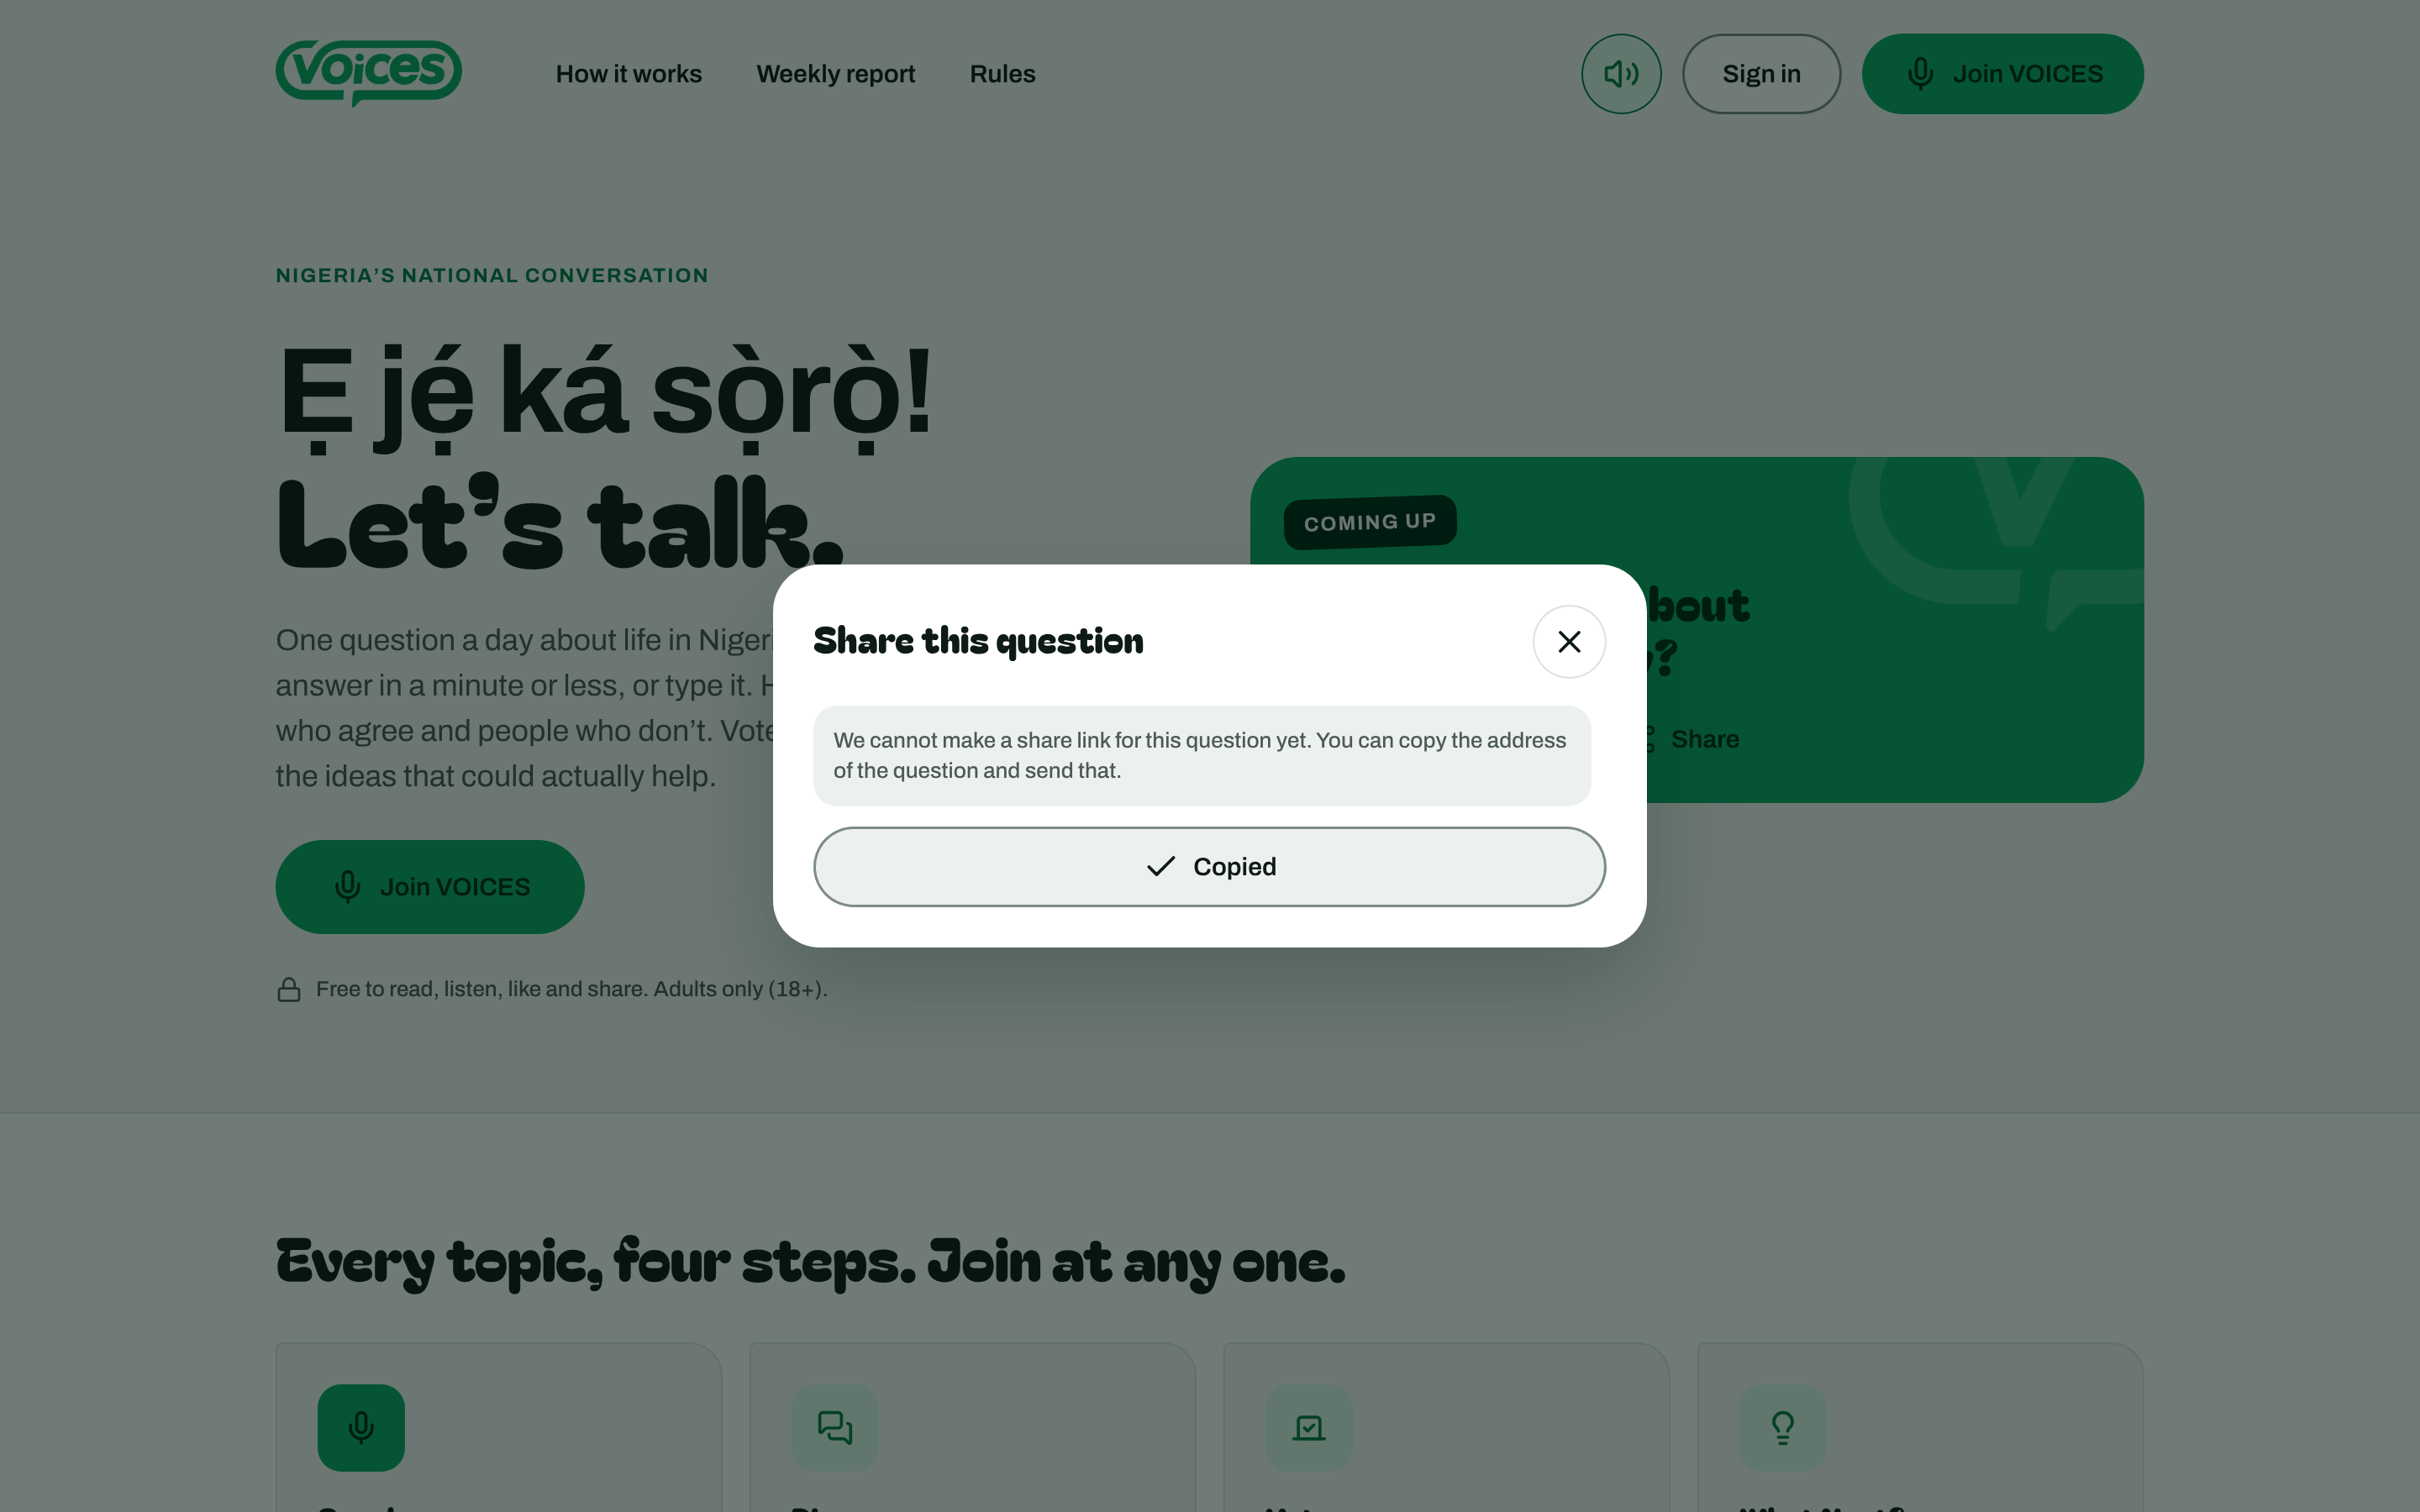 Voices
How it works
Weekly report
Rules
Sign in
Join VOICES
NIGERIA’S NATIONAL CONVERSATION
Ẹ jẹ́ ká sọ̀rọ̀!
Let’s talk.
One question a day about life in Nigeri
answer in a minute or less, or type it. H
who agree and people who don’t. Vote
the ideas that could actually help.
Join VOICES
Free to read, listen, like and share. Adults only (18+).
COMING UP
bout
?
Share
Share this question
We cannot make a share link for this question yet. You can copy the address
of the question and send that.
Copied
Every topic, four steps. Join at any one.